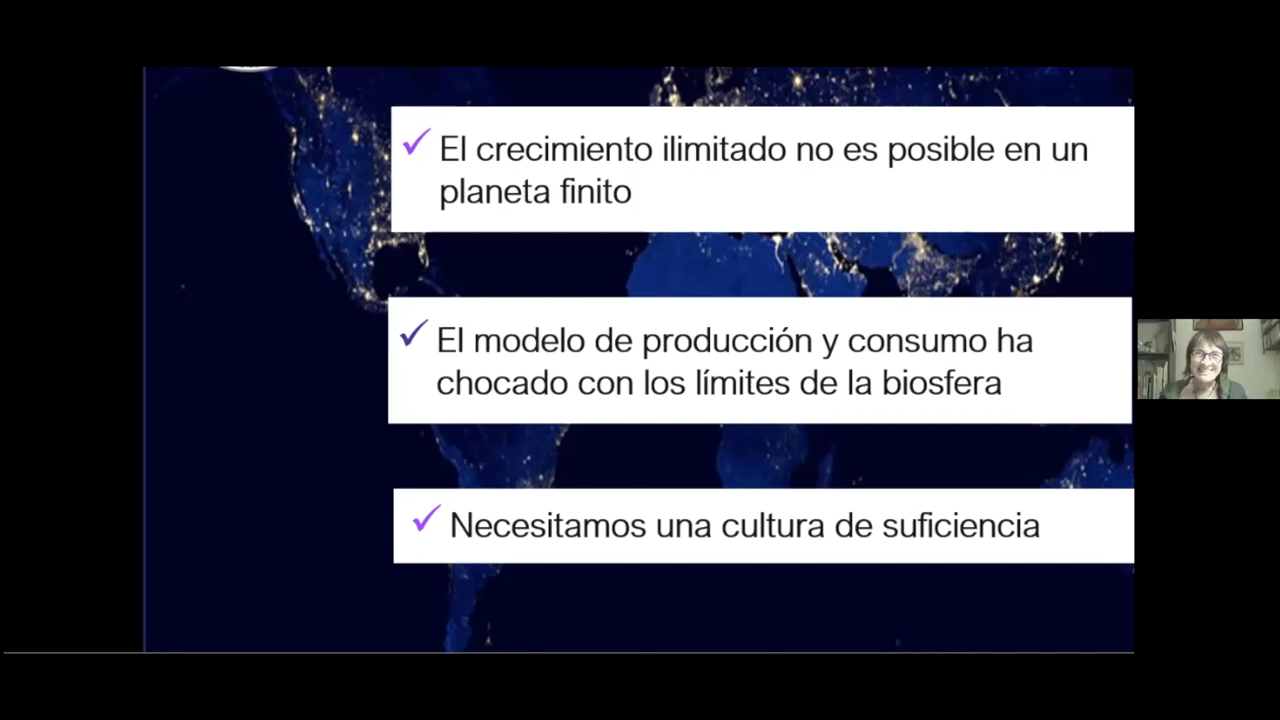 El crecimiento ilimitado no es posible en un
planeta finito
El modelo de producción y consumo ha
chocado con los límites de la biosfera
Necesitamos una cultura de suficiencia